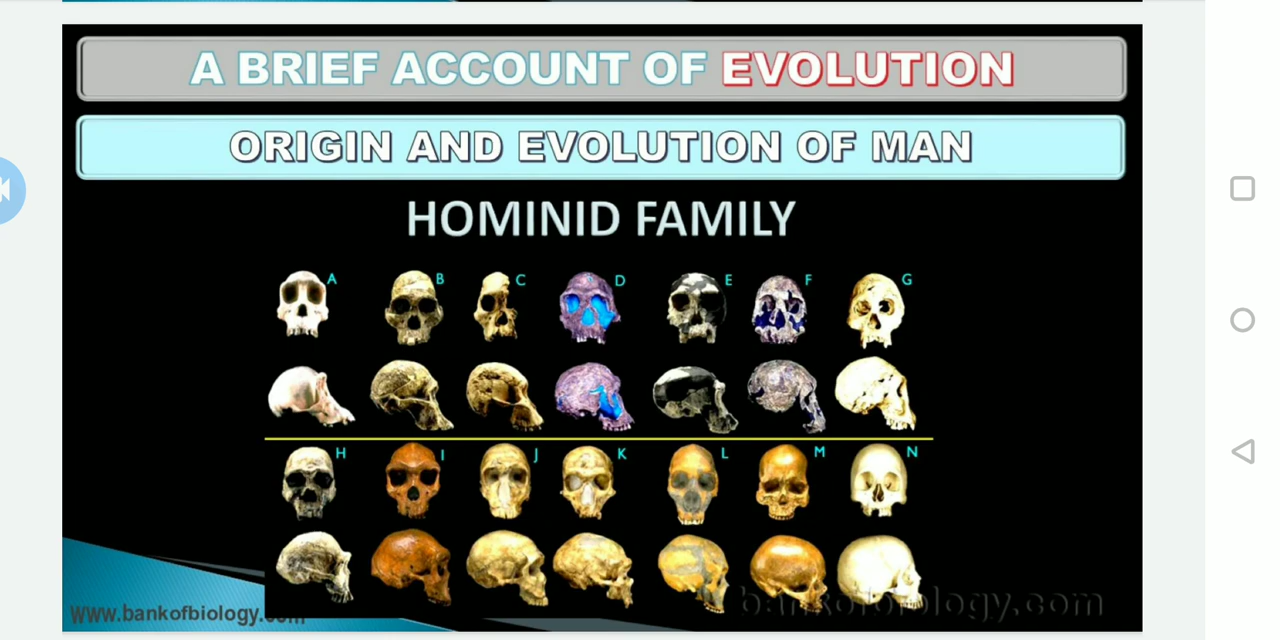 A BRIEF ACCOUNT OF EVOLUTION
ORIGIN AND EVOLUTION OF MAN
HOMINID FAMILY
A B C D E F G
H I J K L M N
bankofbiology.com
Www.bankofbiology.com